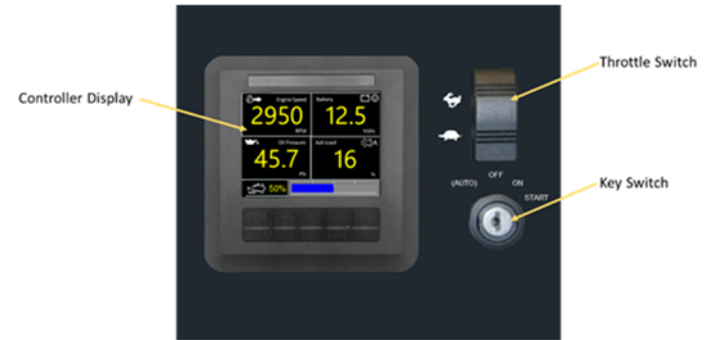 Controller Display
Engine Speed
2950
RPM
Battery
12.5
Volts
Oil Pressure
45.7
PSI
Ash Load
16
%
50%
Throttle Switch
(AUTO)
OFF
ON
START
Key Switch